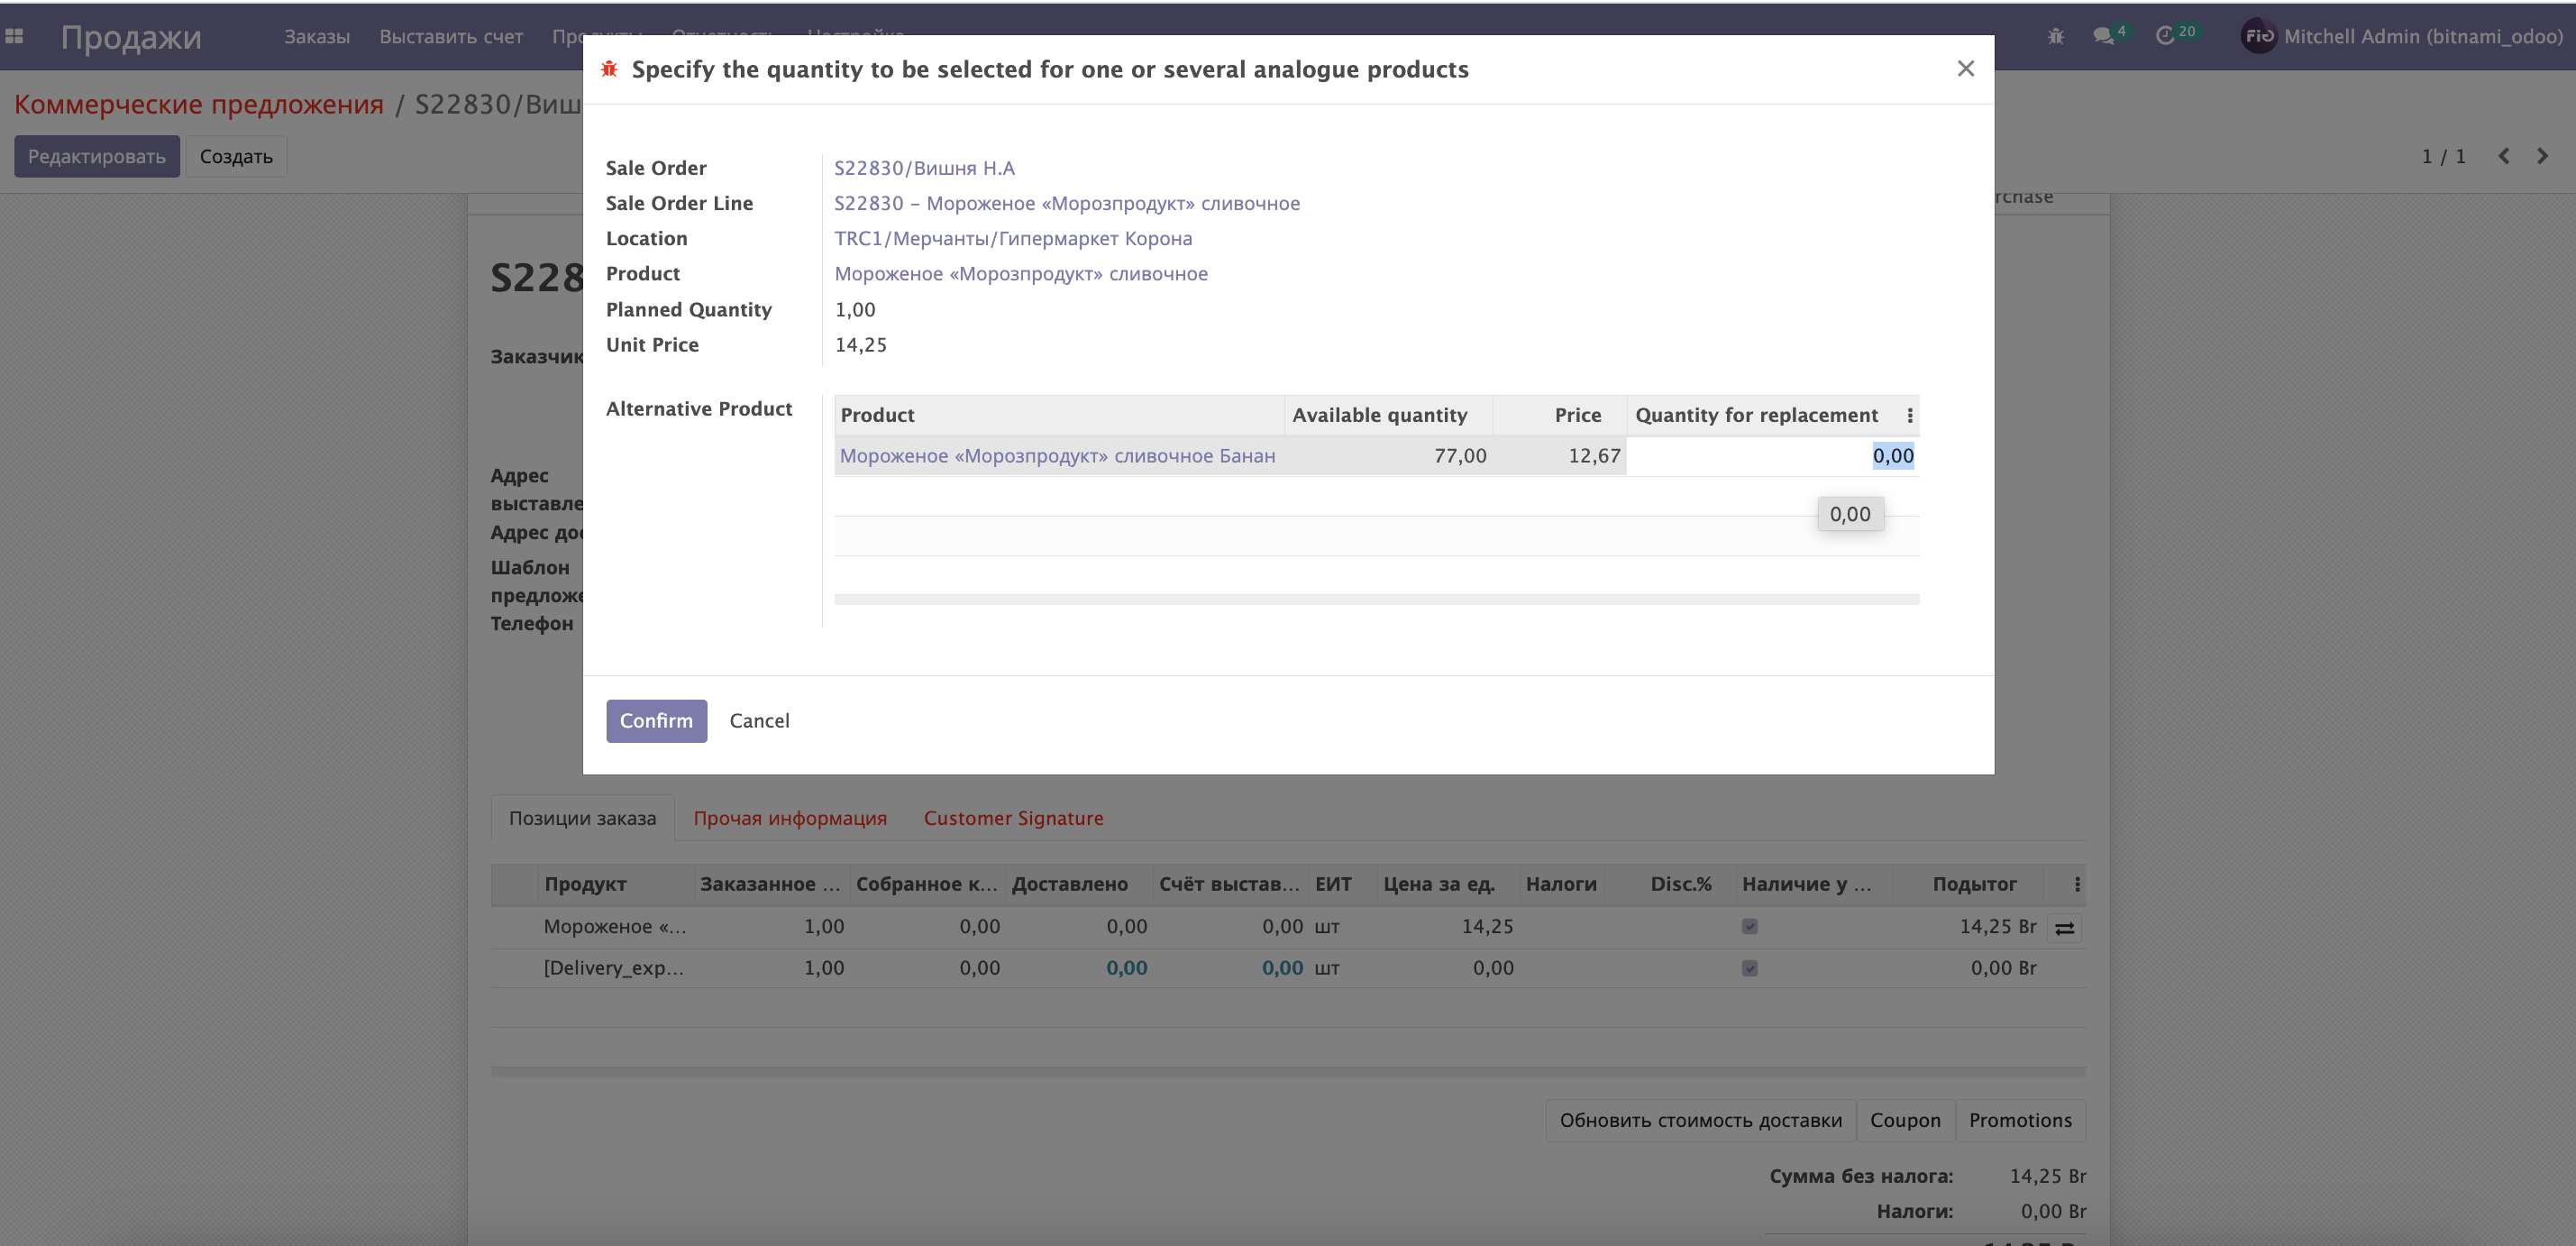 Продажи Заказы Выставить счет 4 20 Fio Mitchell Admin (bitnami_odoo)
Specify the quantity to be selected for one or several analogue products
Коммерческие предложения / S22830/Виш
Редактировать Создать 1 / 1
Sale Order S22830/Вишня Н.А
Sale Order Line S22830 – Мороженое «Морозпродукт» сливочное
Location TRC1/Мерчанты/Гипермаркет Корона
Product Мороженое «Морозпродукт» сливочное
Planned Quantity 1,00
Unit Price 14,25
Alternative Product
Product Available quantity Price Quantity for replacement
Мороженое «Морозпродукт» сливочное Банан 77,00 12,67 0,00
0,00
S228
Заказчик
Адрес
выставле
Адрес дос
Шаблон
предложе
Телефон
Confirm Cancel
Позиции заказа Прочая информация Customer Signature
Продукт Заказанное ... Собранное к... Доставлено Счёт выстав... ЕИТ Цена за ед. Налоги Disc.% Наличие у ... Подытог
Мороженое «... 1,00 0,00 0,00 0,00 шт 14,25 14,25 Br
[Delivery_exp... 1,00 0,00 0,00 0,00 шт 0,00 0,00 Br
Обновить стоимость доставки Coupon Promotions
Сумма без налога: 14,25 Br
Налоги: 0,00 Br